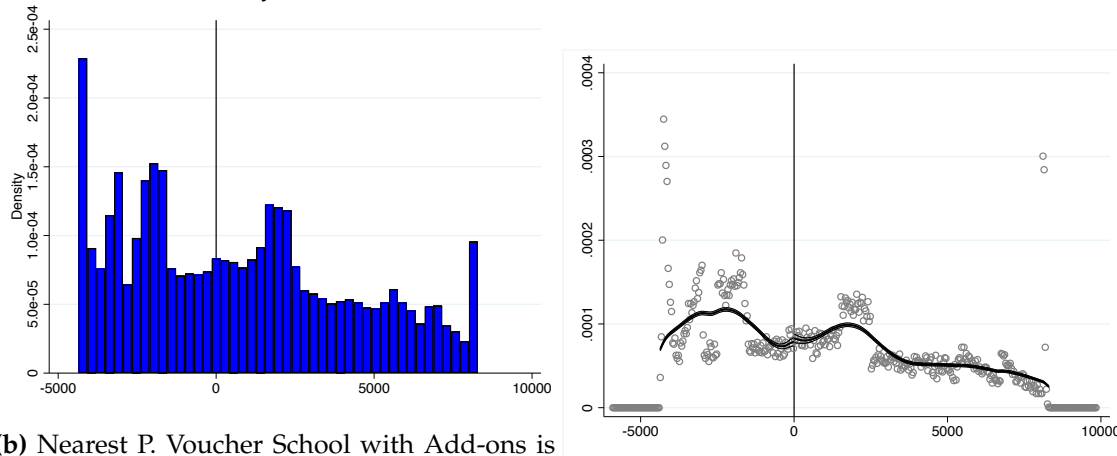 2.5e-04
2.0e-04
1.5e-04
1.0e-04
5.0e-05
0
Density
-5000 0 5000 10000
.0004
.0003
.0002
.0001
0
-5000 0 5000 10000
(b) Nearest P. Voucher School with Add-ons is